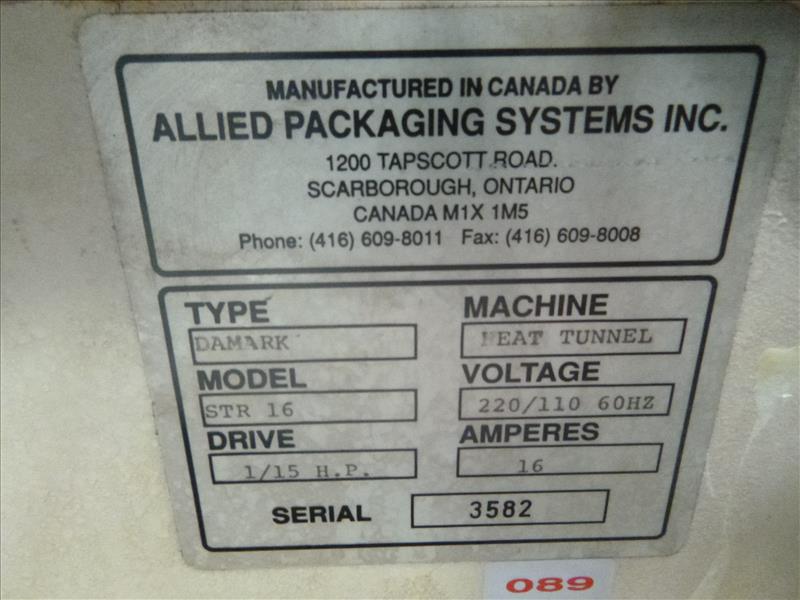 MANUFACTURED IN CANADA BY
ALLIED PACKAGING SYSTEMS INC.
1200 TAPSCOTT ROAD.
SCARBOROUGH, ONTARIO
CANADA M1X 1M5
Phone: (416) 609-8011 Fax: (416) 609-8008
TYPE MACHINE
DAMARK HEAT TUNNEL
MODEL VOLTAGE
STR 16 220/110 60HZ
DRIVE AMPERES
1/15 H.P. 16
SERIAL 3582
089